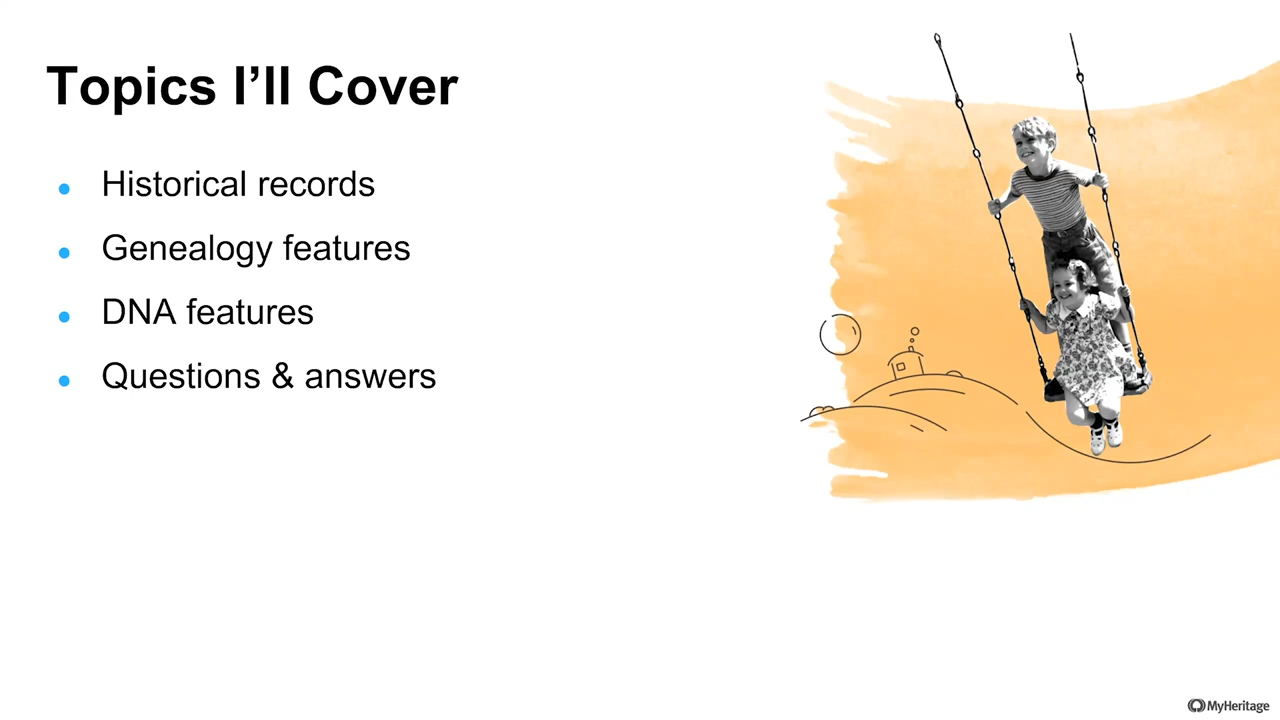 Topics I’ll Cover
Historical records
Genealogy features
DNA features
Questions & answers
MyHeritage